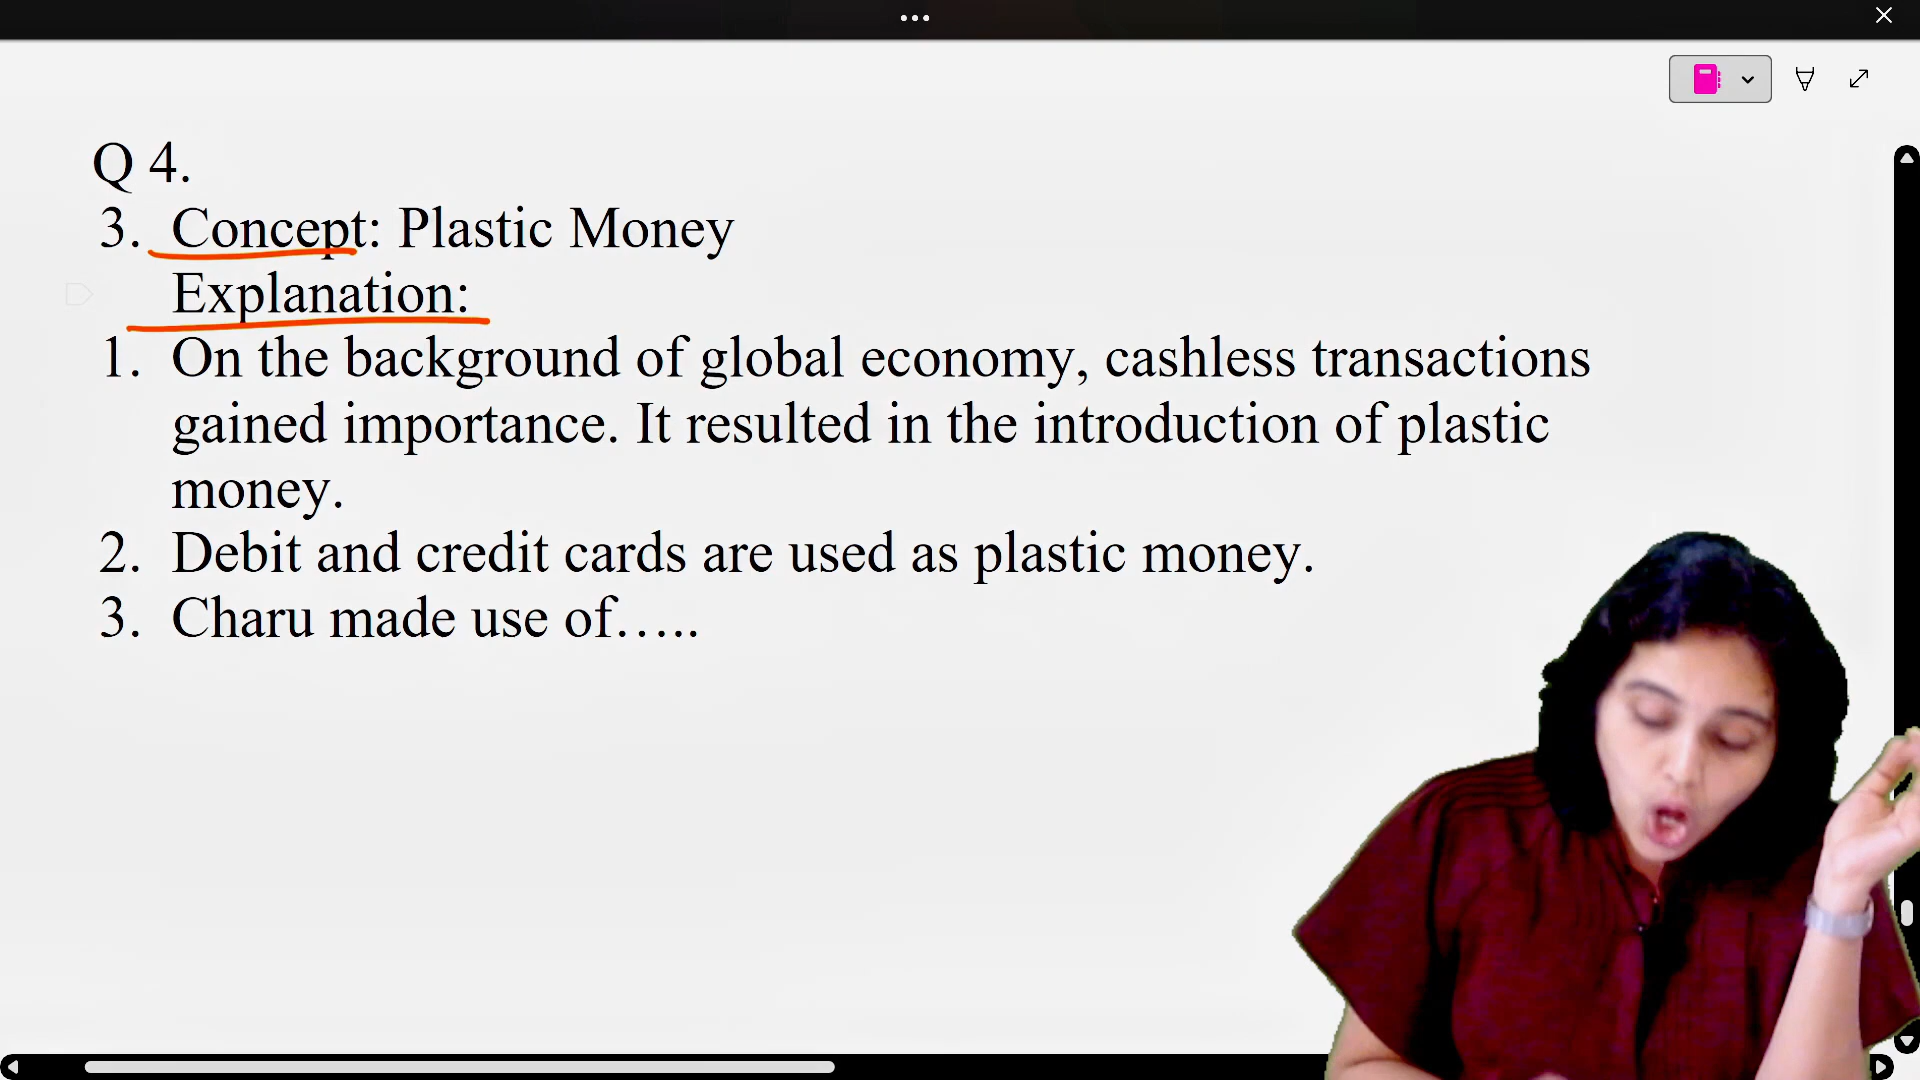 Q 4.
3. Concept: Plastic Money
Explanation:
1. On the background of global economy, cashless transactions
gained importance. It resulted in the introduction of plastic
money.
2. Debit and credit cards are used as plastic money.
3. Charu made use of…..